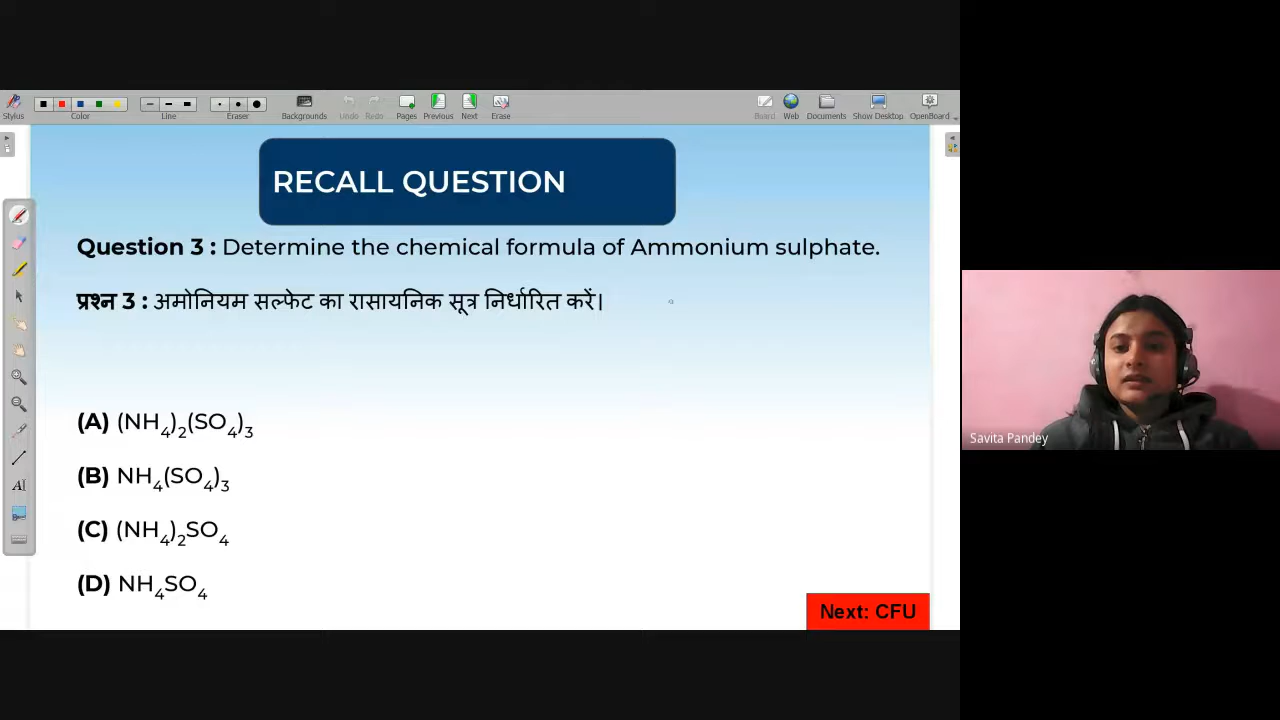 Stylus
Color
Line
Eraser
Backgrounds
Undo
Redo
Pages
Previous
Next
Erase
Board
Web
Documents
Show Desktop
OpenBoard
RECALL QUESTION
Question 3 : Determine the chemical formula of Ammonium sulphate.
प्रश्न 3 : अमोनियम सल्फेट का रासायनिक सूत्र निर्धारित करें।
(A) (NH₄)₂(SO₄)₃
(B) NH₄(SO₄)₃
(C) (NH₄)₂SO₄
(D) NH₄SO₄
Next: CFU
Savita Pandey